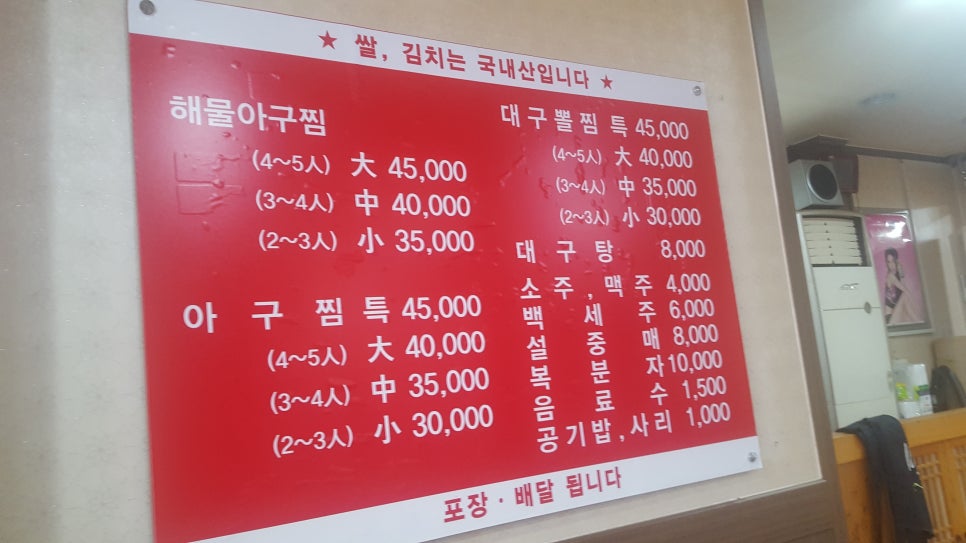 ★ 쌀, 김치는 국내산입니다 ★
해물아구찜
(4~5人) 大 45,000
(3~4人) 中 40,000
(2~3人) 小 35,000
아구찜 특 45,000
(4~5人) 大 40,000
(3~4人) 中 35,000
(2~3人) 小 30,000
대구뽈찜 특 45,000
(4~5人) 大 40,000
(3~4人) 中 35,000
(2~3人) 小 30,000
대구탕 8,000
소주, 맥주 4,000
백세주 6,000
설중매 8,000
복분자 10,000
음료수 1,500
공기밥, 사리 1,000
포장·배달 됩니다